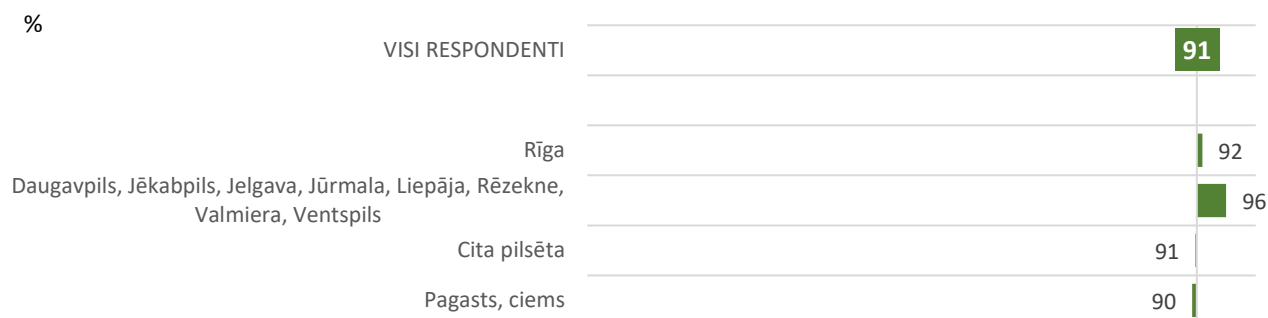 %
VISI RESPONDENTI 91
Rīga 92
Daugavpils, Jēkabpils, Jelgava, Jūrmala, Liepāja, Rēzekne,
Valmiera, Ventspils 96
Cita pilsēta 91
Pagasts, ciems 90